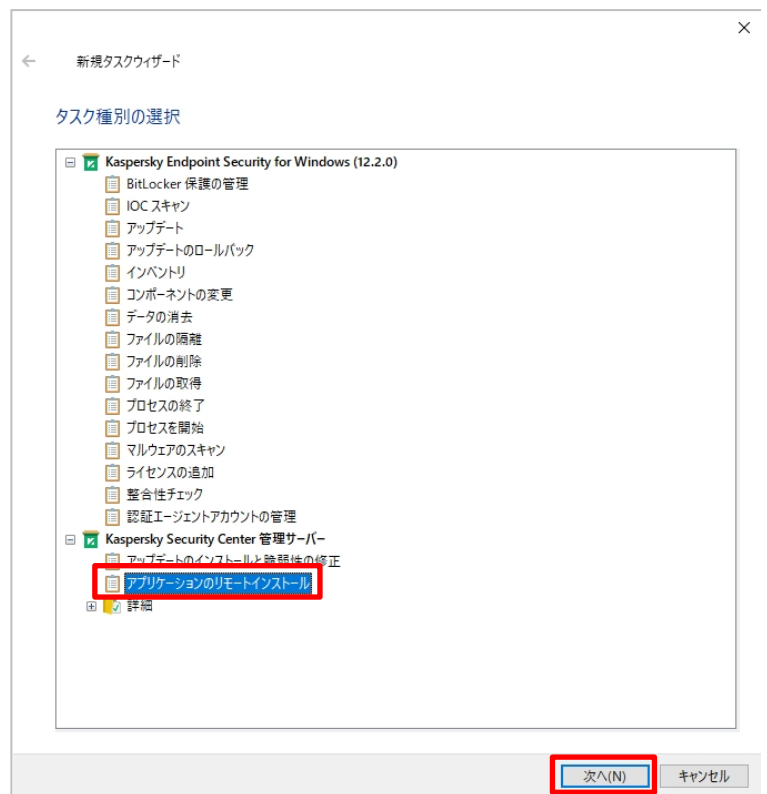 新規タスクウィザード
タスク種別の選択
Kaspersky Endpoint Security for Windows (12.2.0)
BitLocker 保護の管理
IOC スキャン
アップデート
アップデートのロールバック
インベントリ
コンポーネントの変更
データの消去
ファイルの隔離
ファイルの削除
ファイルの取得
プロセスの終了
プロセスを開始
マルウェアのスキャン
ライセンスの追加
整合性チェック
認証エージェントアカウントの管理
Kaspersky Security Center 管理サーバー
アップデートのインストールと脆弱性の修正
アプリケーションのリモートインストール
詳細
次へ(N)
キャンセル